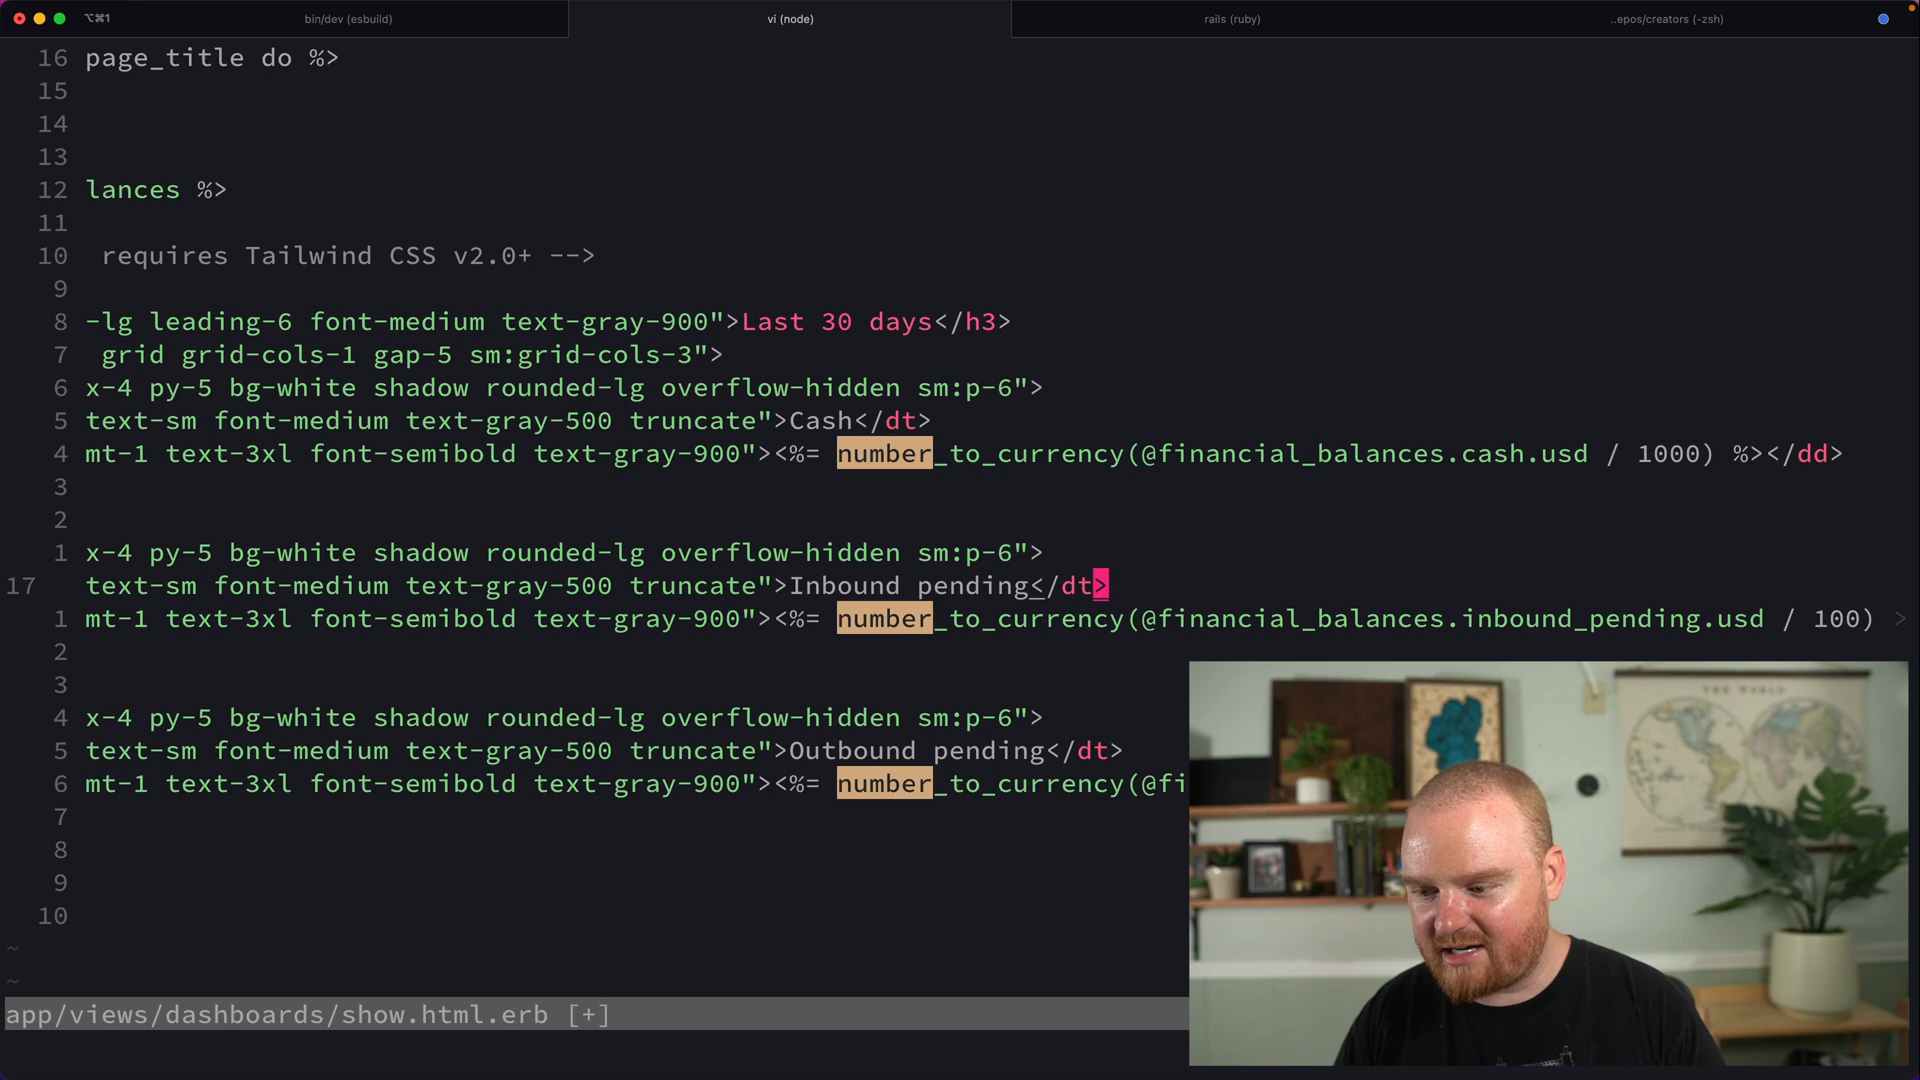 ⌥⌘1
bin/dev (esbuild)
vi (node)
rails (ruby)
..epos/creators (-zsh)
16 page_title do %>
15
14
13
12 lances %>
11
10 requires Tailwind CSS v2.0+ -->
9
8 -lg leading-6 font-medium text-gray-900">Last 30 days</h3>
7 grid grid-cols-1 gap-5 sm:grid-cols-3">
6 x-4 py-5 bg-white shadow rounded-lg overflow-hidden sm:p-6">
5 text-sm font-medium text-gray-500 truncate">Cash</dt>
4 mt-1 text-3xl font-semibold text-gray-900"><%= number_to_currency(@financial_balances.cash.usd / 1000) %></dd>
3
2
1 x-4 py-5 bg-white shadow rounded-lg overflow-hidden sm:p-6">
17 text-sm font-medium text-gray-500 truncate">Inbound pending</dt>
1 mt-1 text-3xl font-semibold text-gray-900"><%= number_to_currency(@financial_balances.inbound_pending.usd / 100) >
2
3
4 x-4 py-5 bg-white shadow rounded-lg overflow-hidden sm:p-6">
5 text-sm font-medium text-gray-500 truncate">Outbound pending</dt>
6 mt-1 text-3xl font-semibold text-gray-900"><%= number_to_currency(@fi
7
8
9
10
~
~
app/views/dashboards/show.html.erb [+]
THE WORLD